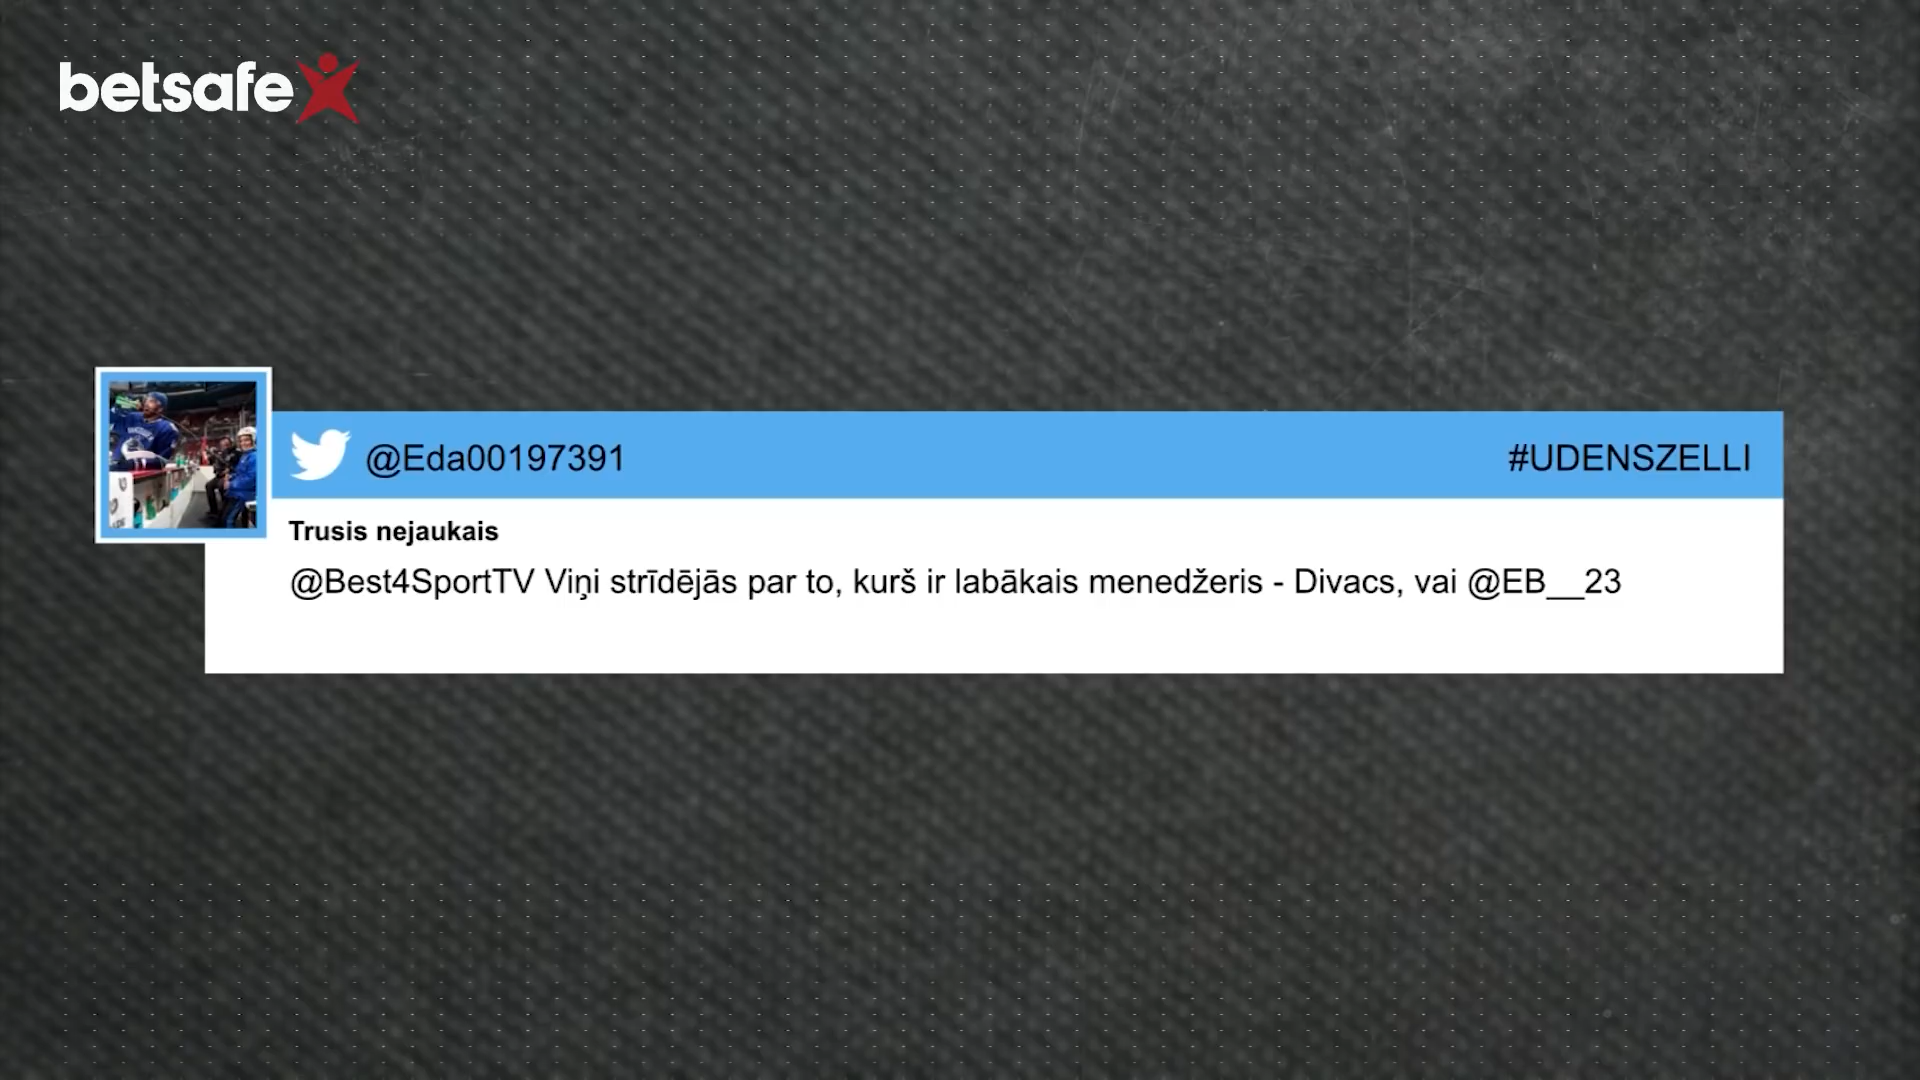 betsafe
@Eda00197391
#UDENSZELLI
Trusis nejaukais
@Best4SportTV Viņi strīdējās par to, kurš ir labākais menedžeris - Divacs, vai @EB__23